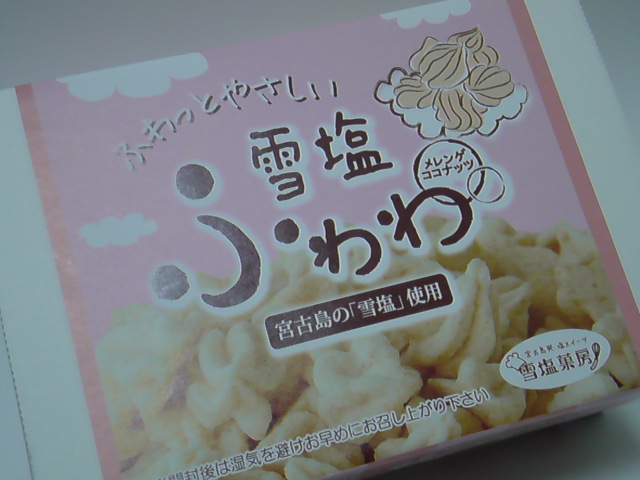 ふわっとやさしい
雪塩
ふわわ
メレンゲ
ココナッツ
宮古島の「雪塩」使用
宮古島発 塩スイーツ
雪塩菓房
開封後は湿気を避けお早めにお召し上がり下さい